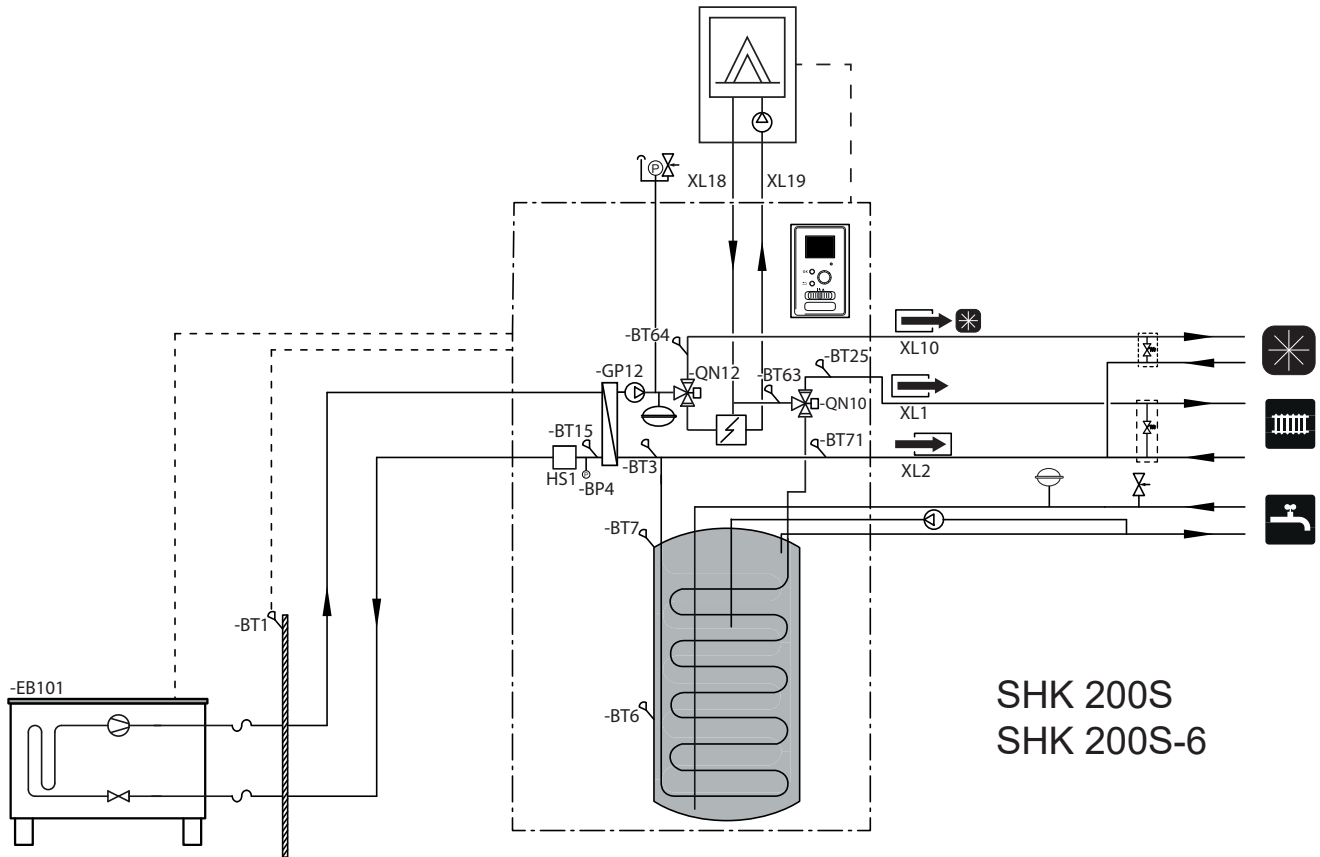 P
XL18
XL19
-BT64
XL10
-BT25
-GP12
-QN12
-BT63
XL1
-QN10
-BT15
-BT71
HS1
P
-BP4
-BT3
XL2
-BT7
-BT1
-EB101
-BT6
SHK 200S
SHK 200S-6